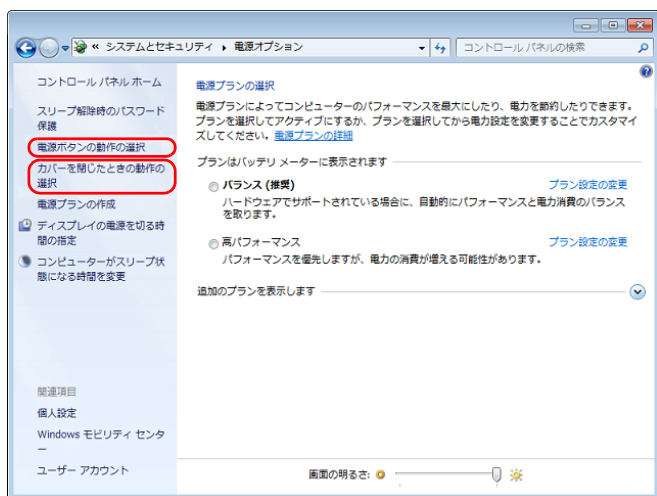 « システムとセキュリティ ▸ 電源オプション
コントロール パネルの検索
コントロール パネル ホーム
スリープ解除時のパスワード
保護
電源ボタンの動作の選択
カバーを閉じたときの動作の
選択
電源プランの作成
ディスプレイの電源を切る時
間の指定
コンピューターがスリープ状
態になる時間を変更
関連項目
個人設定
Windows モビリティ センタ
ー
ユーザー アカウント
電源プランの選択
電源プランによってコンピューターのパフォーマンスを最大にしたり、電力を節約したりできます。
プランを選択してアクティブにするか、プランを選択してから電力設定を変更することでカスタマイ
ズしてください。電源プランの詳細
プランはバッテリ メーターに表示されます
バランス (推奨) プラン設定の変更
ハードウェアでサポートされている場合に、自動的にパフォーマンスと電力消費のバランス
を取ります。
高パフォーマンス プラン設定の変更
パフォーマンスを優先しますが、電力の消費が増える可能性があります。
追加のプランを表示します
画面の明るさ: